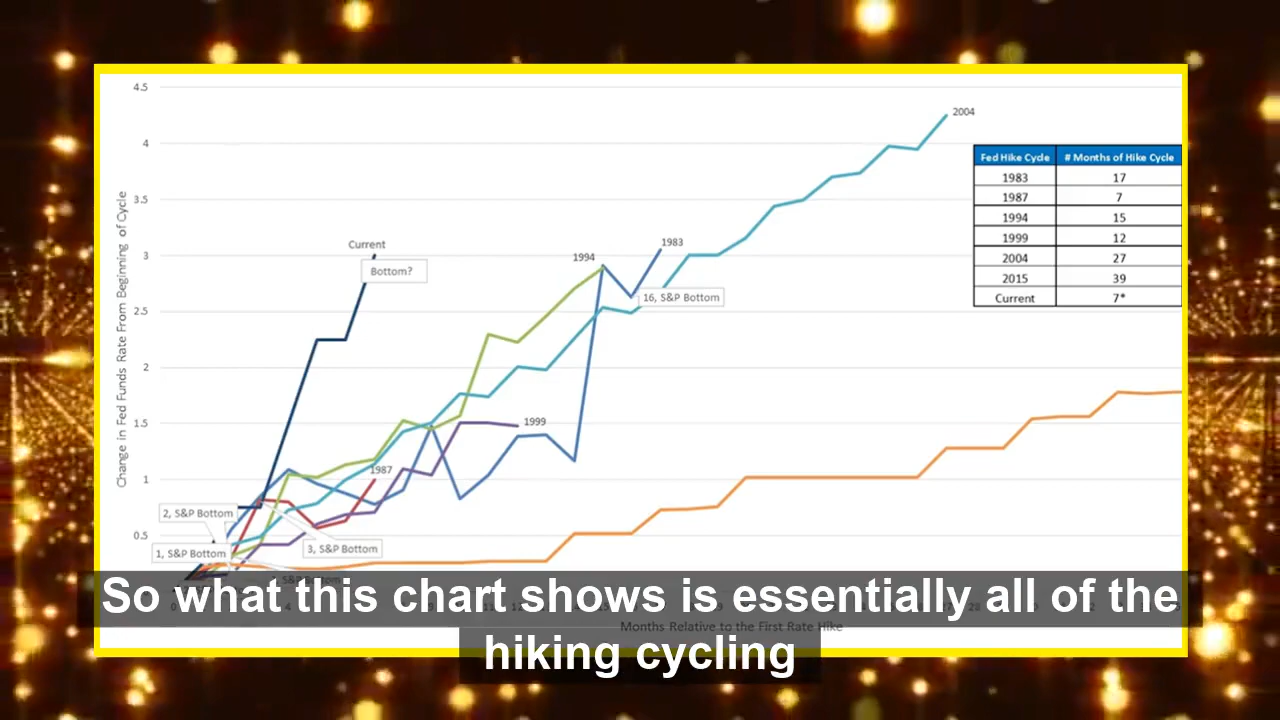 4.5
4
3.5
3
2.5
2
1.5
1
0.5
Change in Fed Funds Rate From Beginning of Cycle
2004
Current
Bottom?
1994
1983
16, S&P Bottom
1999
1987
2, S&P Bottom
1, S&P Bottom
3, S&P Bottom
S&P Bottom
Fed Hike Cycle # Months of Hike Cycle
1983 17
1987 7
1994 15
1999 12
2004 27
2015 39
Current 7*
Months Relative to the First Rate Hike
So what this chart shows is essentially all of the
hiking cycling